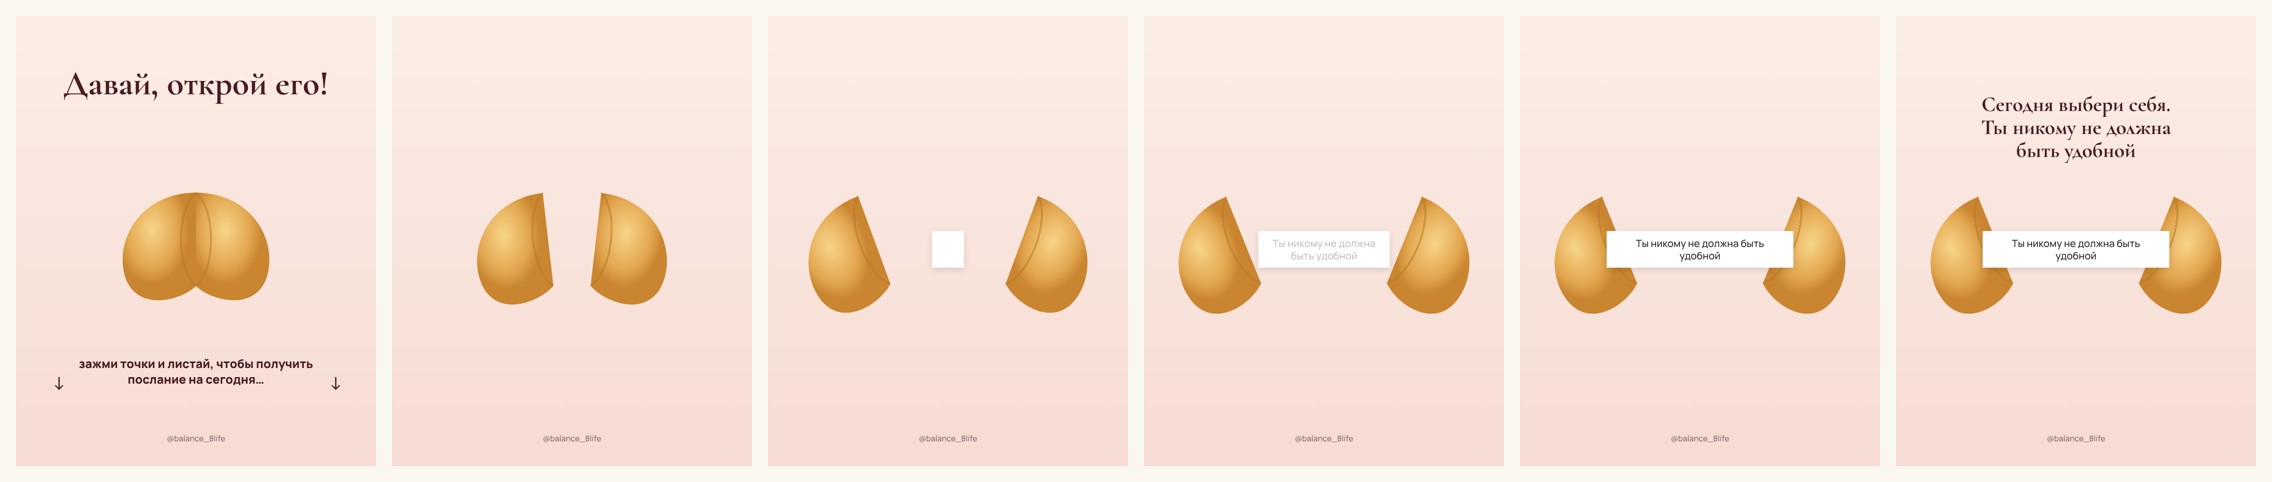 Давай, открой его!
зажми точки и листай, чтобы получить
послание на сегодня...
@balance_8life
@balance_8life
@balance_8life
Ты никому не должна
быть удобной
@balance_8life
Ты никому не должна быть
удобной
@balance_8life
Сегодня выбери себя.
Ты никому не должна
быть удобной
Ты никому не должна быть
удобной
@balance_8life